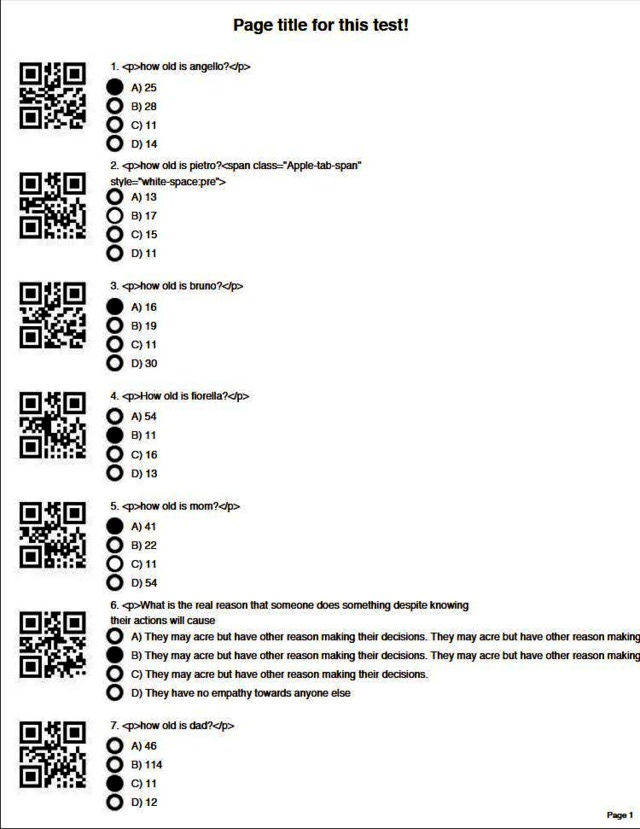 Page title for this test!
1. <p>how old is angello?</p>
A) 25
B) 28
C) 11
D) 14
2. <p>how old is pietro?<span class="Apple-tab-span"
style="white-space:pre">
A) 13
B) 17
C) 15
D) 11
3. <p>how old is bruno?</p>
A) 16
B) 19
C) 11
D) 30
4. <p>How old is fiorella?</p>
A) 54
B) 11
C) 16
D) 13
5. <p>how old is mom?</p>
A) 41
B) 22
C) 11
D) 54
6. <p>What is the real reason that someone does something despite knowing
their actions will cause
A) They may acre but have other reason making their decisions. They may acre but have other reason making
B) They may acre but have other reason making their decisions. They may acre but have other reason making
C) They may acre but have other reason making their decisions.
D) They have no empathy towards anyone else
7. <p>how old is dad?</p>
A) 46
B) 114
C) 11
D) 12
Page 1